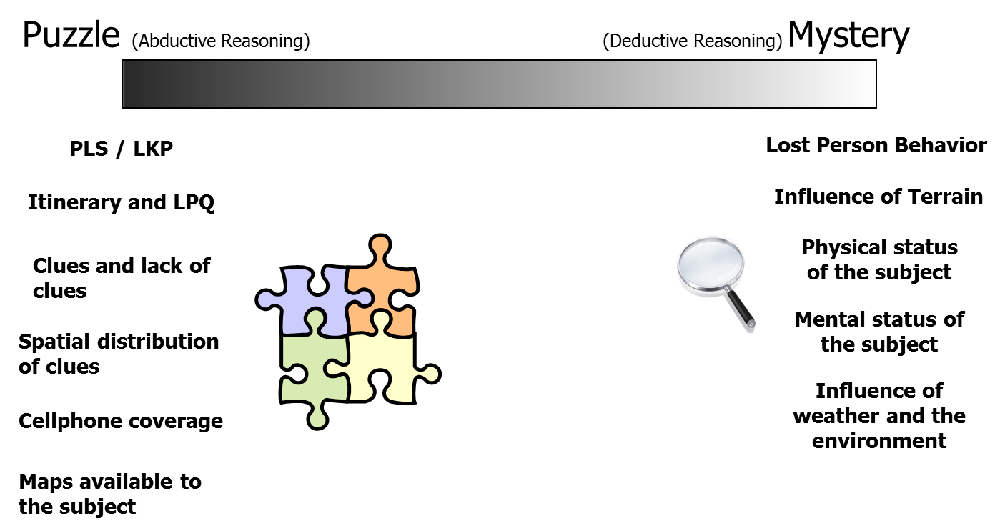 Puzzle (Abductive Reasoning)
(Deductive Reasoning) Mystery
PLS / LKP
Itinerary and LPQ
Clues and lack of
clues
Spatial distribution
of clues
Cellphone coverage
Maps available to
the subject
Lost Person Behavior
Influence of Terrain
Physical status
of the subject
Mental status of
the subject
Influence of
weather and the
environment